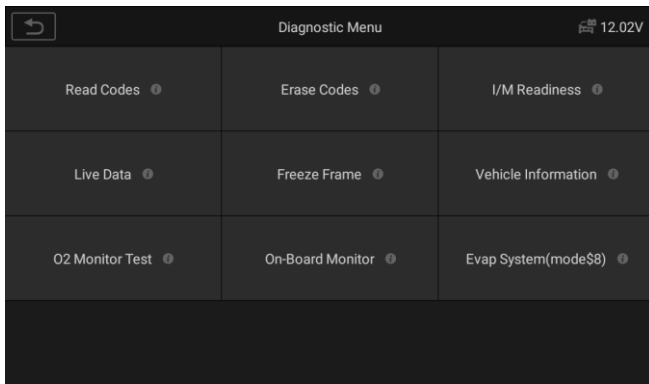 Diagnostic Menu 12.02V
Read Codes Erase Codes I/M Readiness
Live Data Freeze Frame Vehicle Information
O2 Monitor Test On-Board Monitor Evap System(mode$8)